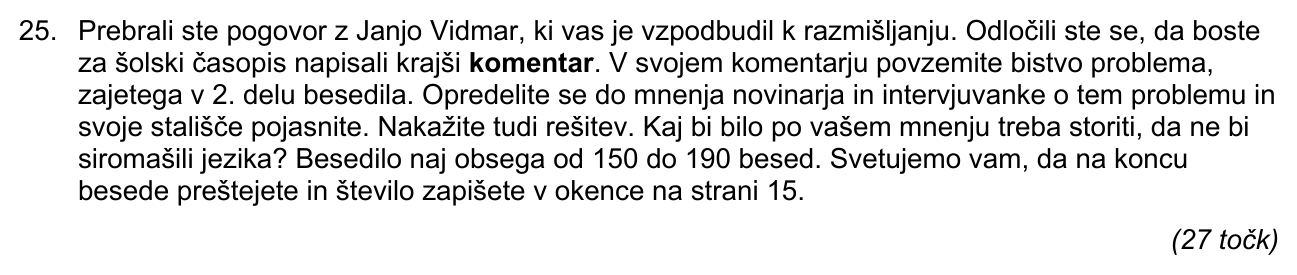 25. Prebrali ste pogovor z Janjo Vidmar, ki vas je vzpodbudil k razmišljanju. Odločili ste se, da boste
za šolski časopis napisali krajši komentar. V svojem komentarju povzemite bistvo problema,
zajetega v 2. delu besedila. Opredelite se do mnenja novinarja in intervjuvanke o tem problemu in
svoje stališče pojasnite. Nakažite tudi rešitev. Kaj bi bilo po vašem mnenju treba storiti, da ne bi
siromašili jezika? Besedilo naj obsega od 150 do 190 besed. Svetujemo vam, da na koncu
besede preštejete in število zapišete v okence na strani 15.
(27 točk)